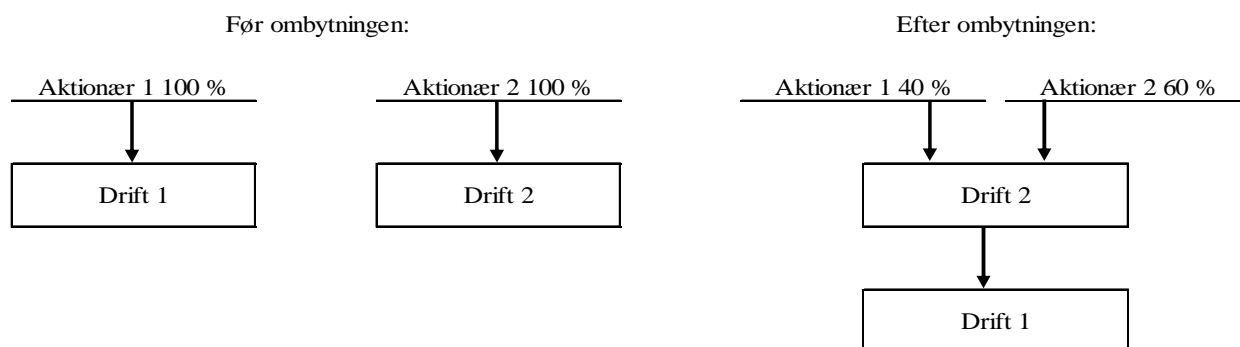 Før ombytningen:
Efter ombytningen:
Aktionær 1 100 %
Aktionær 2 100 %
Aktionær 1 40 %
Aktionær 2 60 %
Drift 1
Drift 2
Drift 2
Drift 1